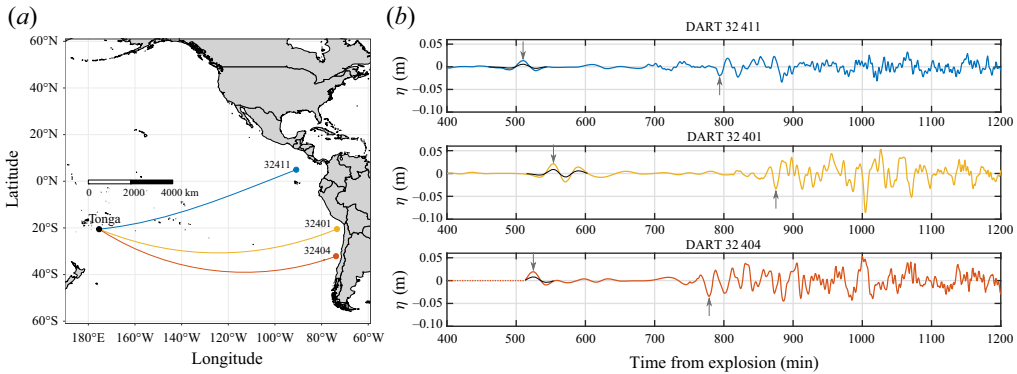 (a)
60°N
40°N
20°N
0°N
20°S
40°S
60°S
Latitude
180°E 160°W 140°W 120°W 100°W 80°W 60°W
Longitude
0 2000 4000 km
Tonga
32411
32401
32404
(b)
DART 32 411
0.05
0
−0.05
−0.10
η (m)
400 500 600 700 800 900 1000 1100 1200
DART 32 401
0.05
0
−0.05
−0.10
η (m)
400 500 600 700 800 900 1000 1100 1200
DART 32 404
0.05
0
−0.05
−0.10
η (m)
400 500 600 700 800 900 1000 1100 1200
Time from explosion (min)